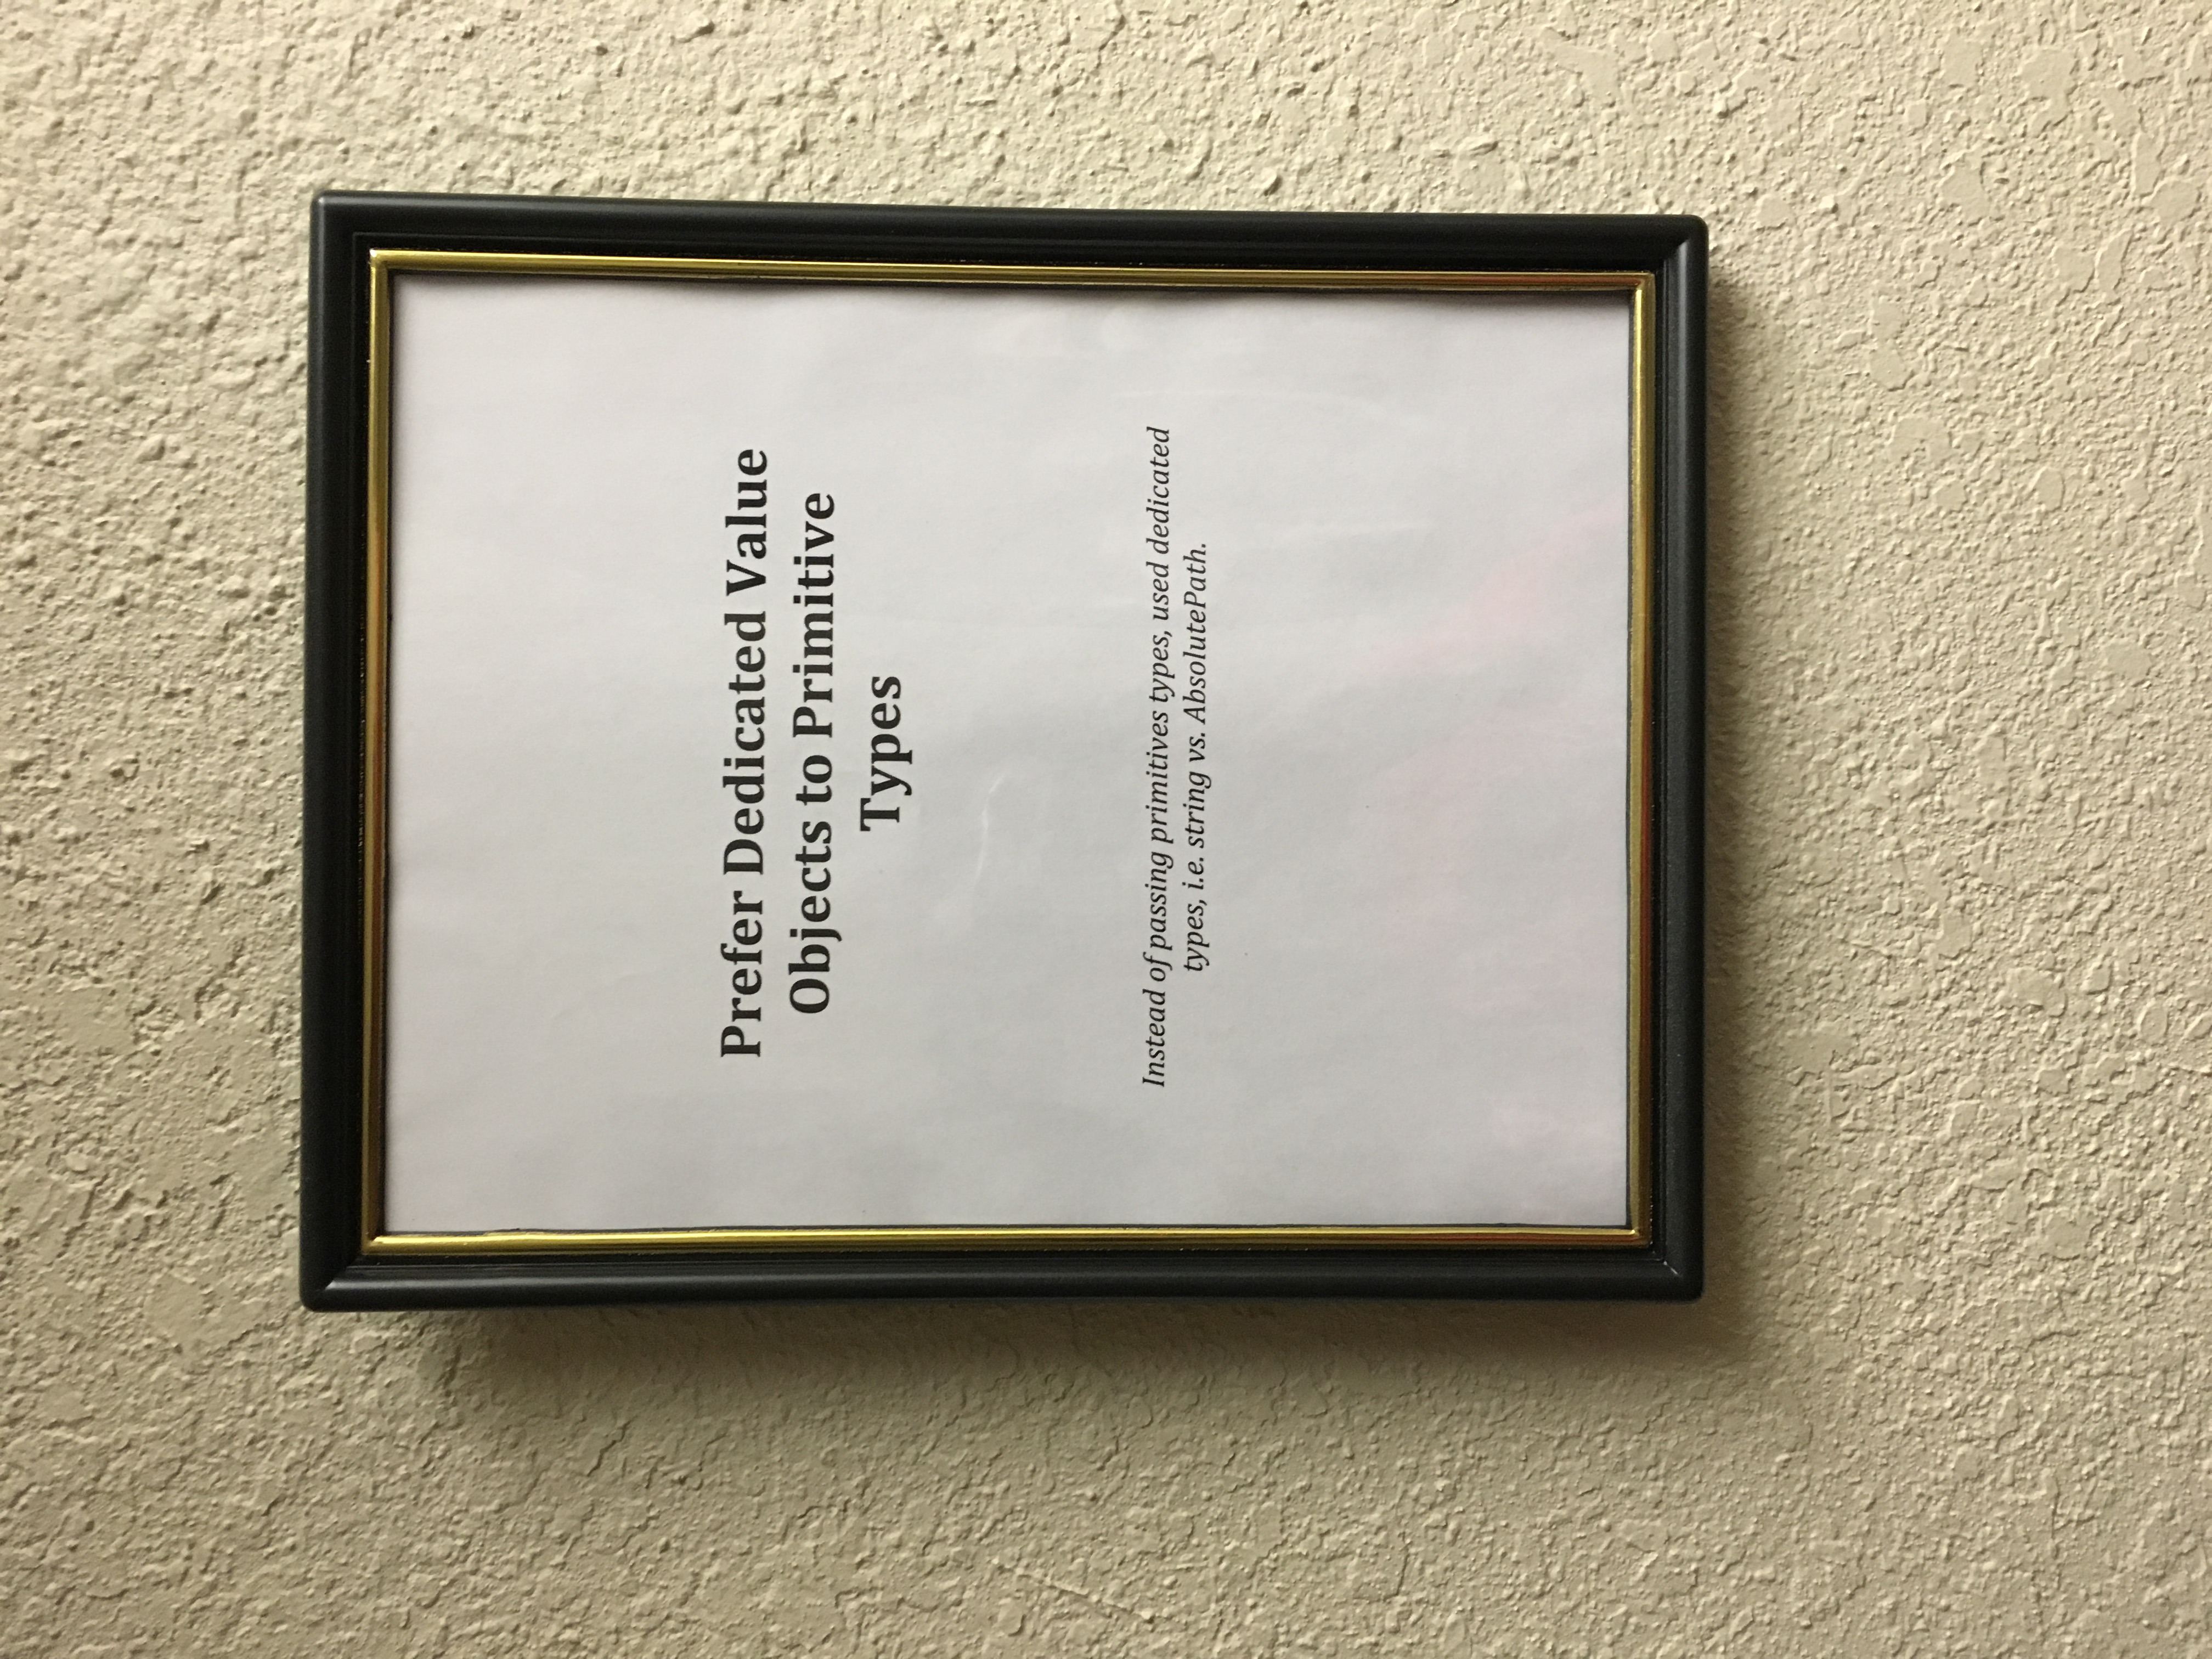 Prefer Dedicated Value
Objects to Primitive
Types
Instead of passing primitives types, used dedicated
types, i.e. string vs. AbsolutePath.